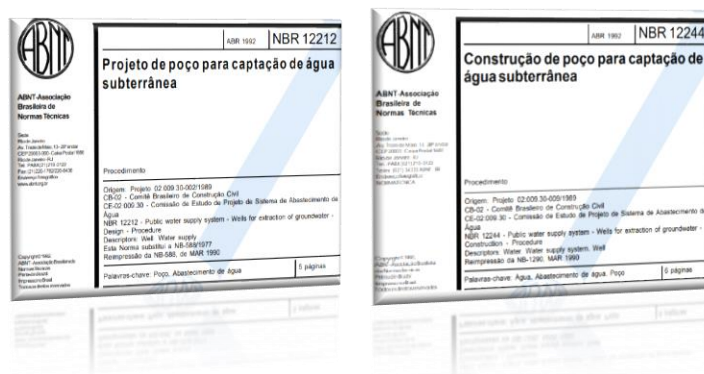 ABNT
ABR 1992
NBR 12212
Projeto de poço para captação de água
subterrânea
ABNT-Associação
Brasileira de
Normas Técnicas
Procedimento
Origem: Projeto 02:009.30-002/1989
CB-02 - Comitê Brasileiro de Construção Civil
CE-02:009.30 - Comissão de Estudo de Projeto de Sistema de Abastecimento de
Água
NBR 12212 - Public water supply system - Wells for extraction of groundwater -
Design - Procedure
Descriptors: Well. Water supply
Esta Norma substitui a NB-588/1977
Reimpressão da NB-588, de MAR 1990
Palavras-chave: Poço. Abastecimento de água
5 páginas
ABNT
ABR 1992
NBR 12244
Construção de poço para captação de
água subterrânea
ABNT-Associação
Brasileira de
Normas Técnicas
Procedimento
Origem: Projeto 02:009.30-009/1989
CB-02 - Comitê Brasileiro de Construção Civil
CE-02:009.30 - Comissão de Estudo de Projeto de Sistema de Abastecimento de
Água
NBR 12244 - Public water supply system - Wells for extraction of groundwater -
Construction - Procedure
Descriptors: Water. Water supply system. Well
Reimpressão da NB-1290, MAR 1990
Palavras-chave: Água. Abastecimento de água. Poço
6 páginas